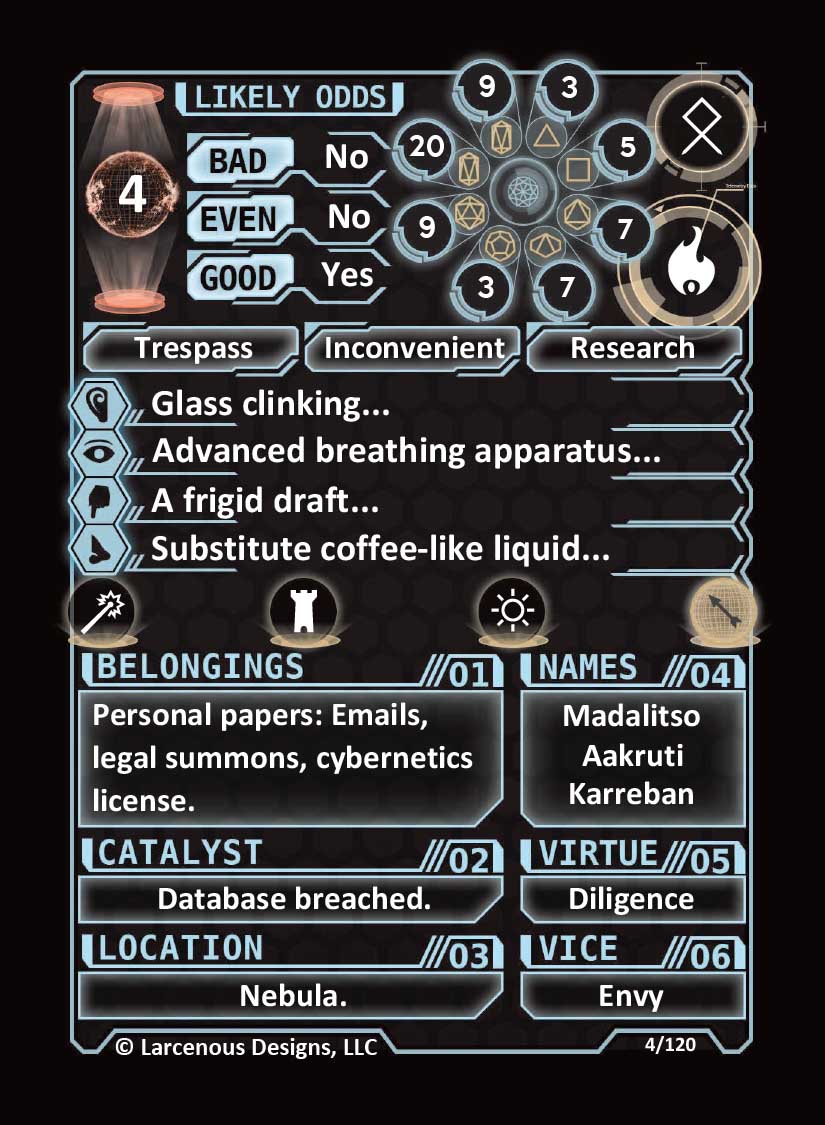 LIKELY ODDS
4
BAD No
EVEN No
GOOD Yes
9 3
20 5
9 7
3 7
Trespass Inconvenient Research
Glass clinking...
Advanced breathing apparatus...
A frigid draft...
Substitute coffee-like liquid...
BELONGINGS ///01
Personal papers: Emails,
legal summons, cybernetics
license.
NAMES ///04
Madalitso
Aakruti
Karreban
CATALYST ///02
Database breached.
VIRTUE ///05
Diligence
LOCATION ///03
Nebula.
VICE ///06
Envy
© Larcenous Designs, LLC
4/120